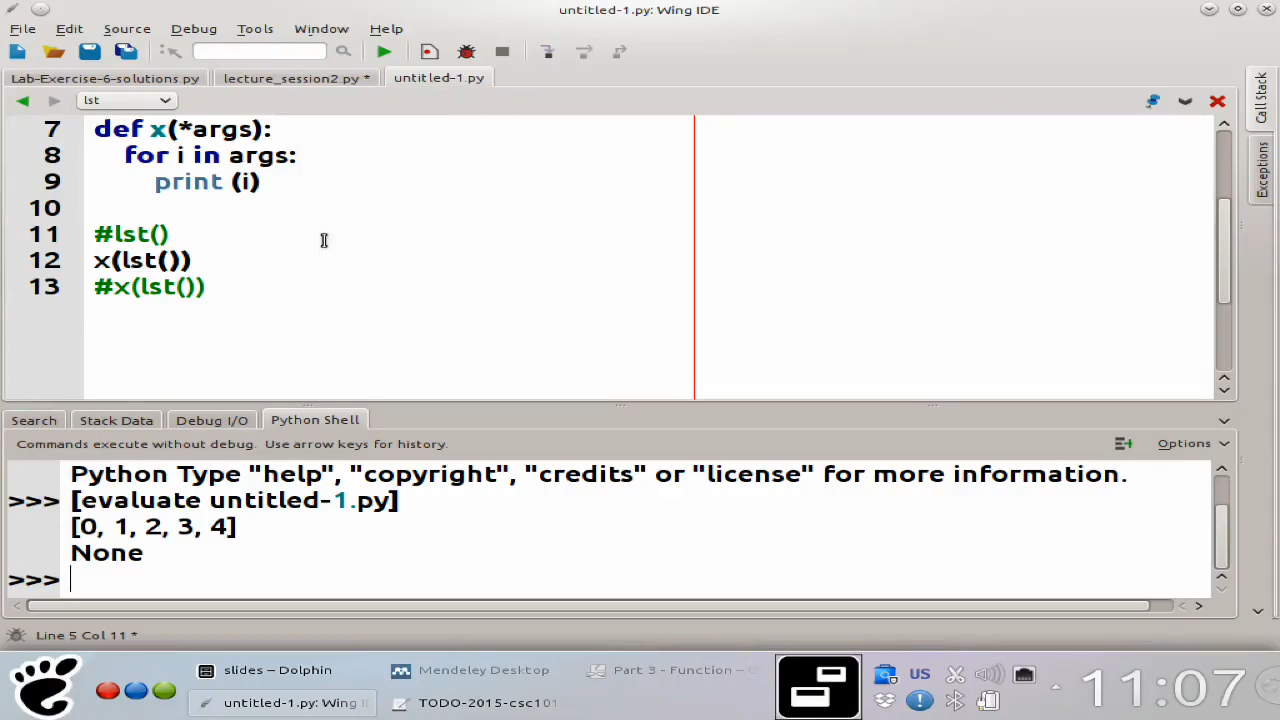 untitled-1.py: Wing IDE
File Edit Source Debug Tools Window Help
Lab-Exercise-6-solutions.py lecture_session2.py * untitled-1.py
lst
7 def x(*args):
8 for i in args:
9 print (i)
10
11 #lst()
12 x(lst())
13 #x(lst())
Call Stack
Exceptions
Search Stack Data Debug I/O Python Shell
Commands execute without debug. Use arrow keys for history.
Options
Python Type "help", "copyright", "credits" or "license" for more information.
>>> [evaluate untitled-1.py]
[0, 1, 2, 3, 4]
None
>>>
Line 5 Col 11 *
slides – Dolphin Mendeley Desktop Part 3 - Function –
untitled-1.py: Wing I TODO-2015-csc101
US
11:07